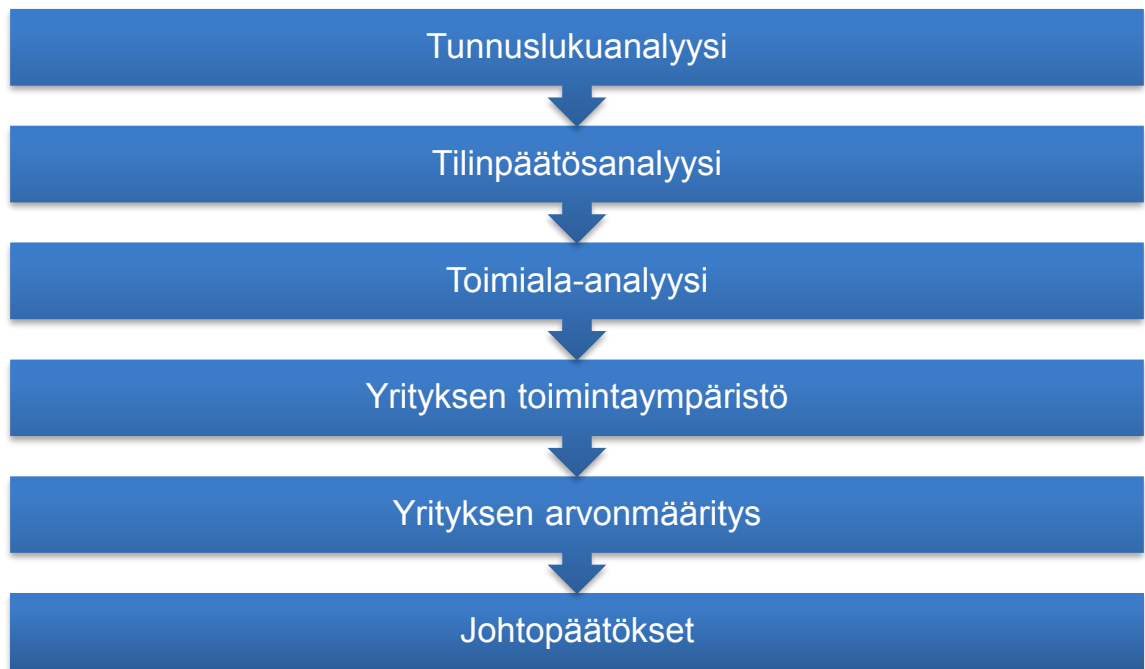 Tunnuslukuanalyysi
Tilinpäätösanalyysi
Toimiala-analyysi
Yrityksen toimintaympäristö
Yrityksen arvonmääritys
Johtopäätökset